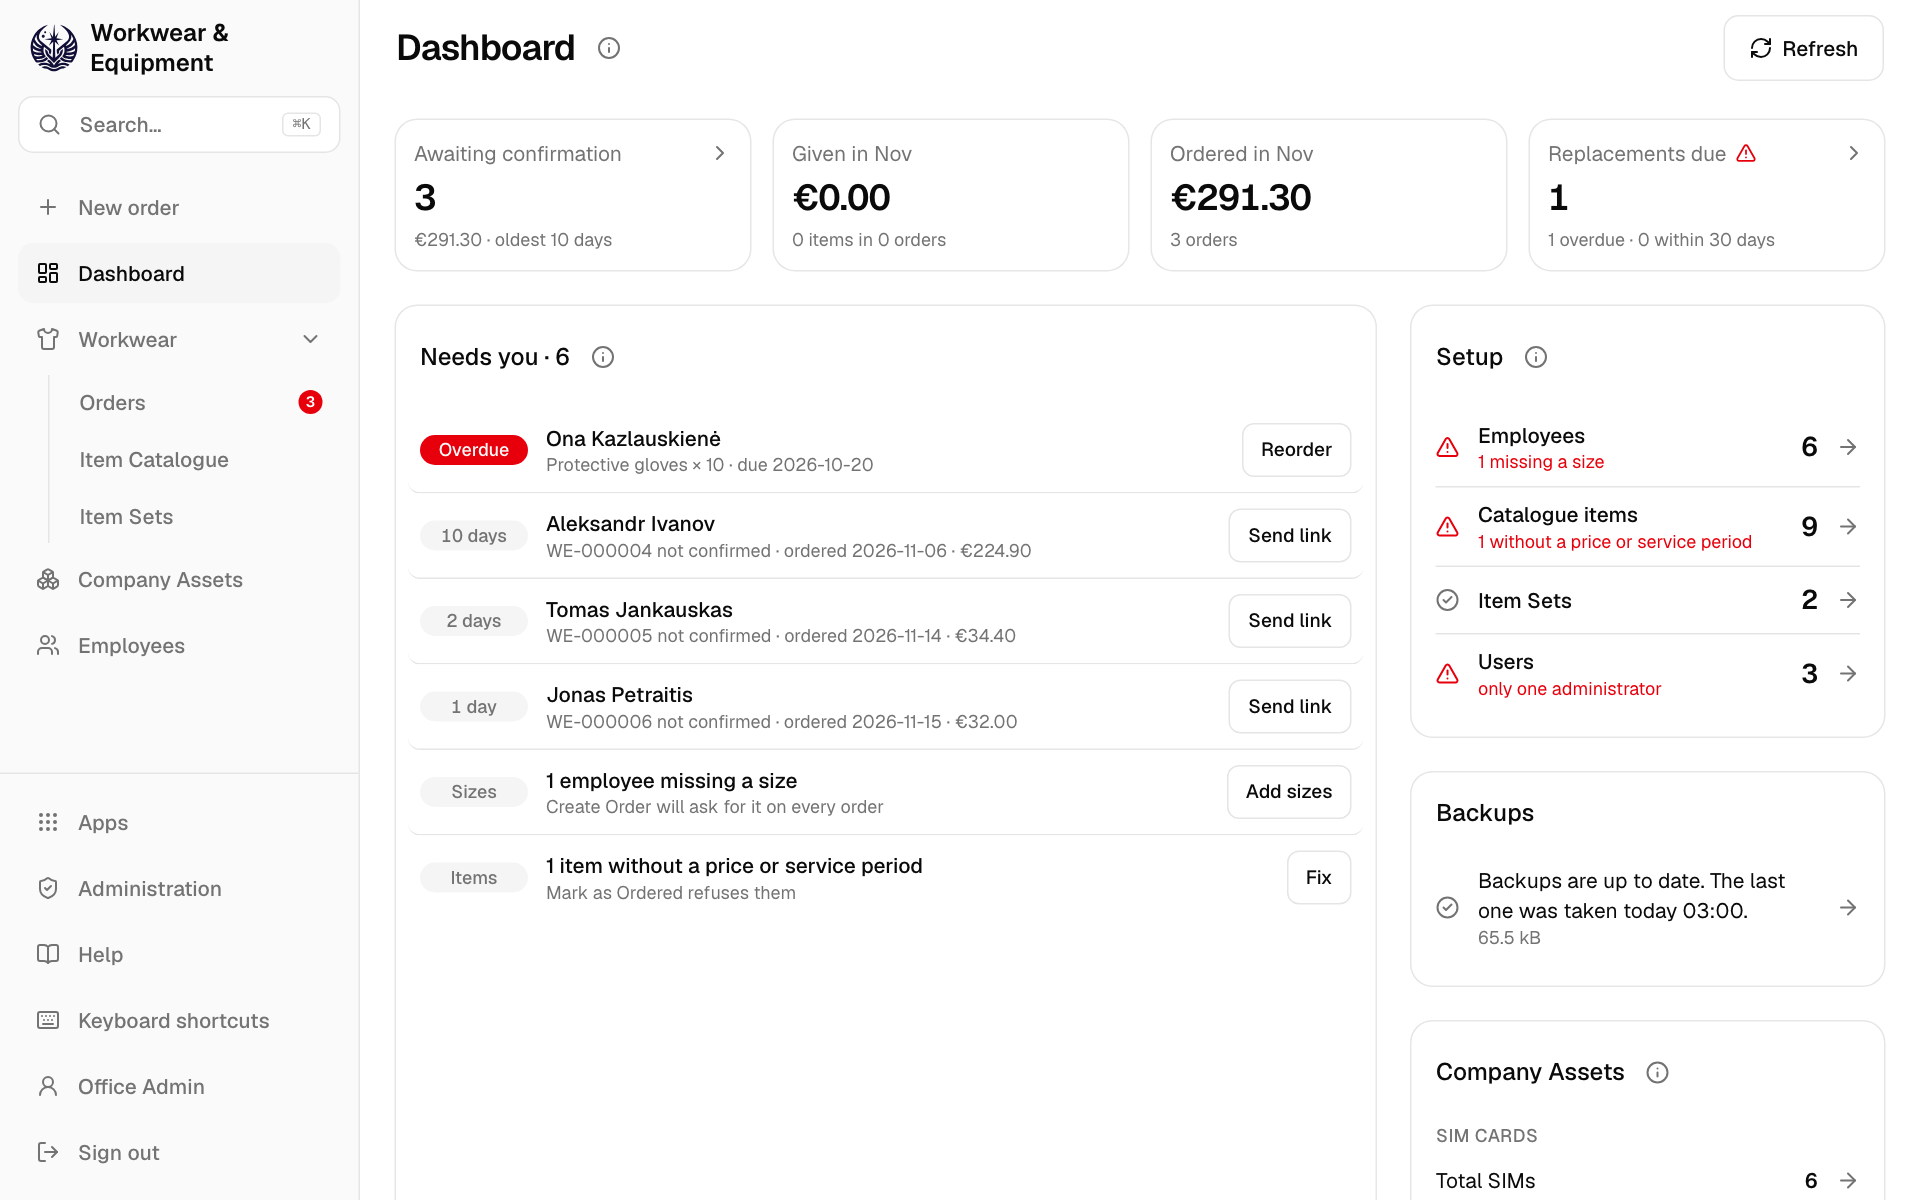 Workwear &
Equipment
Search...
⌘K
New order
Dashboard
Workwear
Orders
3
Item Catalogue
Item Sets
Company Assets
Employees
Apps
Administration
Help
Keyboard shortcuts
Office Admin
Sign out
Dashboard
Refresh
Awaiting confirmation
3
€291.30 · oldest 10 days
Given in Nov
€0.00
0 items in 0 orders
Ordered in Nov
€291.30
3 orders
Replacements due
1
1 overdue · 0 within 30 days
Needs you · 6
Overdue
Ona Kazlauskienė
Protective gloves × 10 · due 2026-10-20
Reorder
10 days
Aleksandr Ivanov
WE-000004 not confirmed · ordered 2026-11-06 · €224.90
Send link
2 days
Tomas Jankauskas
WE-000005 not confirmed · ordered 2026-11-14 · €34.40
Send link
1 day
Jonas Petraitis
WE-000006 not confirmed · ordered 2026-11-15 · €32.00
Send link
Sizes
1 employee missing a size
Create Order will ask for it on every order
Add sizes
Items
1 item without a price or service period
Mark as Ordered refuses them
Fix
Setup
Employees
1 missing a size
6
Catalogue items
1 without a price or service period
9
Item Sets
2
Users
only one administrator
3
Backups
Backups are up to date. The last
one was taken today 03:00.
65.5 kB
Company Assets
SIM CARDS
Total SIMs
6